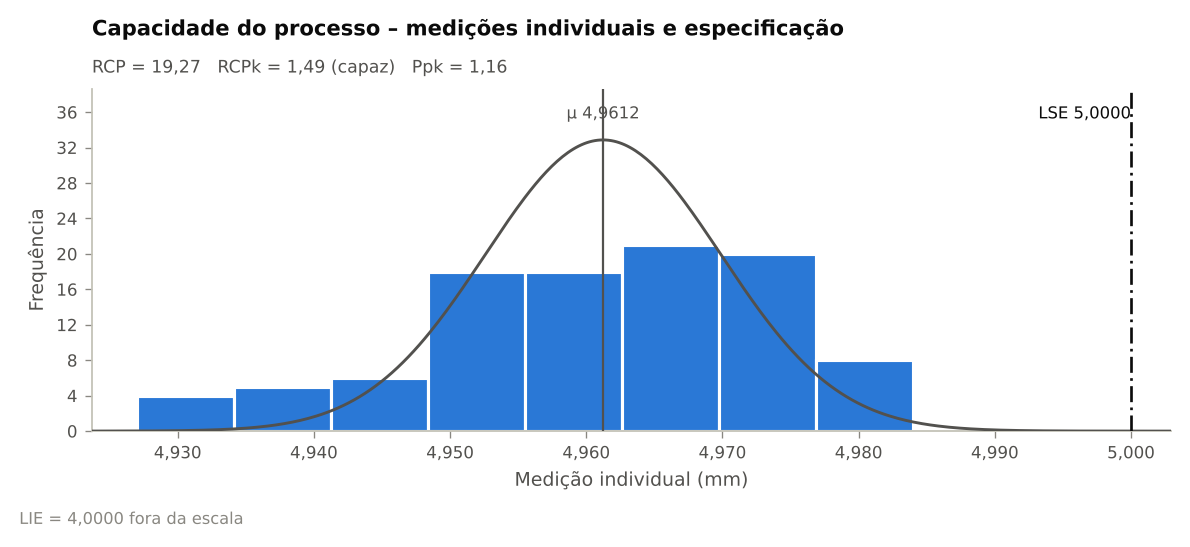 Capacidade do processo – medições individuais e especificação
RCP = 19,27 RCPk = 1,49 (capaz) Ppk = 1,16
µ 4,9612
LSE 5,0000
Frequência
36
32
28
24
20
16
12
8
4
0
4,930 4,940 4,950 4,960 4,970 4,980 4,990 5,000
Medição individual (mm)
LIE = 4,0000 fora da escala